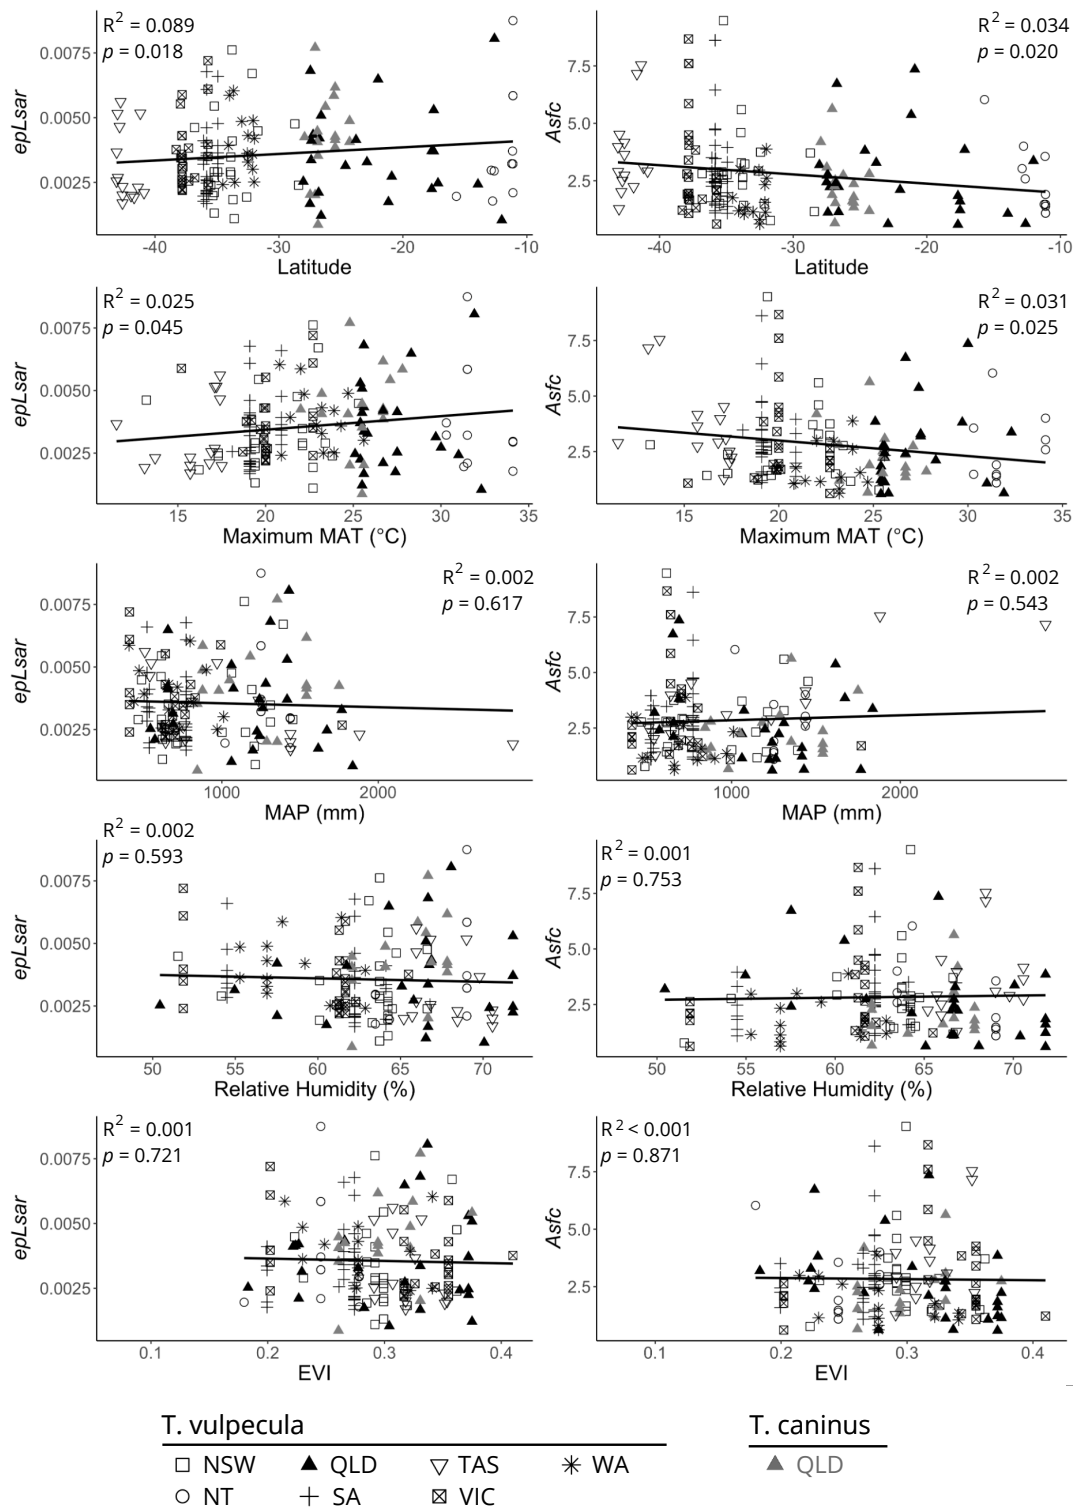 R² = 0.089
p = 0.018
0.0075
0.0050
0.0025
epLsar
-40 -30 -20 -10
Latitude
R² = 0.034
p = 0.020
7.5
5.0
2.5
Asfc
-40 -30 -20 -10
Latitude
R² = 0.025
p = 0.045
0.0075
0.0050
0.0025
epLsar
15 20 25 30 35
Maximum MAT (°C)
R² = 0.031
p = 0.025
7.5
5.0
2.5
Asfc
15 20 25 30 35
Maximum MAT (°C)
R² = 0.002
p = 0.617
0.0075
0.0050
0.0025
epLsar
1000 2000
MAP (mm)
R² = 0.002
p = 0.543
7.5
5.0
2.5
Asfc
1000 2000
MAP (mm)
R² = 0.002
p = 0.593
0.0075
0.0050
0.0025
epLsar
50 55 60 65 70
Relative Humidity (%)
R² = 0.001
p = 0.753
7.5
5.0
2.5
Asfc
50 55 60 65 70
Relative Humidity (%)
R² = 0.001
p = 0.721
0.0075
0.0050
0.0025
epLsar
0.1 0.2 0.3 0.4
EVI
R² < 0.001
p = 0.871
7.5
5.0
2.5
Asfc
0.1 0.2 0.3 0.4
EVI
T. vulpecula
NSW QLD TAS WA
NT SA VIC
T. caninus
QLD